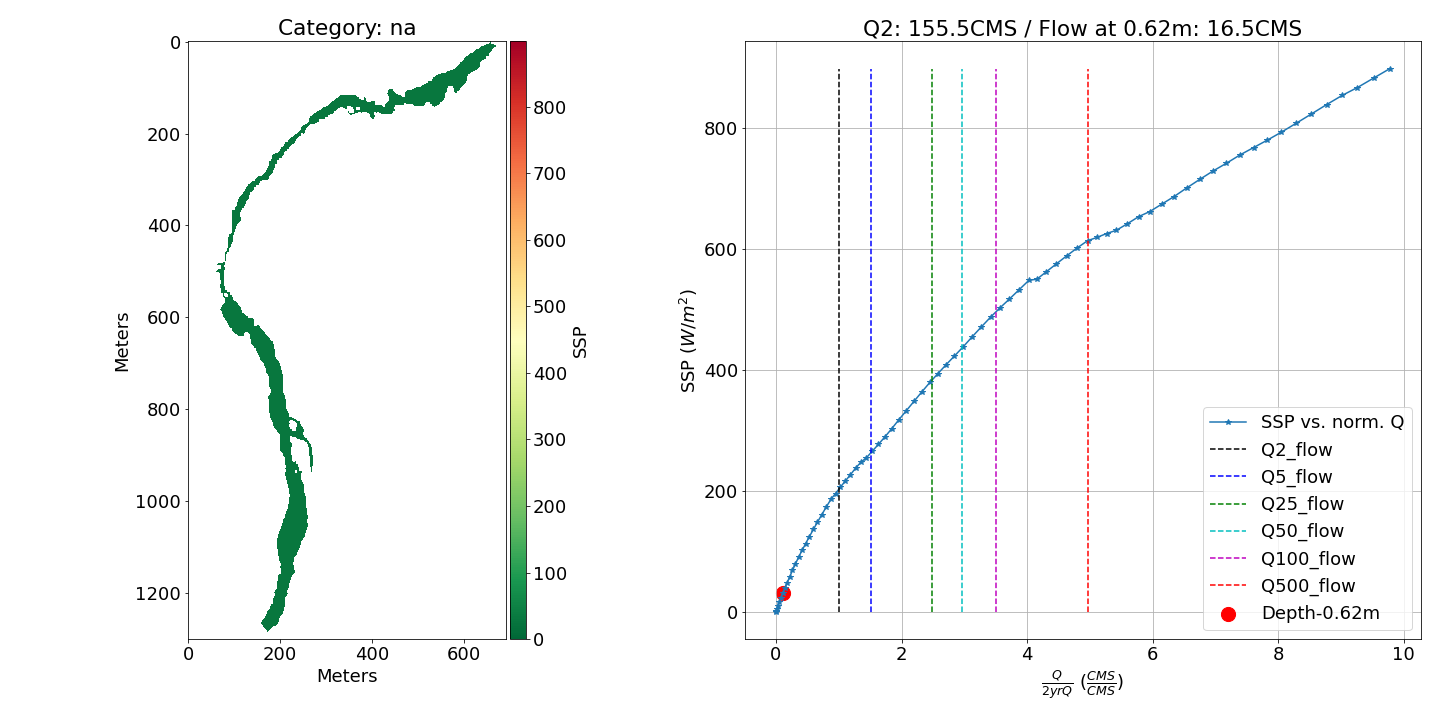 Category: na
0
200
400
600
800
1000
1200
Meters
0
200
400
600
Meters
800
700
600
500
400
300
200
100
0
SSP
Q2: 155.5CMS / Flow at 0.62m: 16.5CMS
800
600
400
200
0
SSP (W/m²)
0
2
4
6
8
10
Q/2yrQ (CMS/CMS)
SSP vs. norm. Q
Q2_flow
Q5_flow
Q25_flow
Q50_flow
Q100_flow
Q500_flow
Depth-0.62m